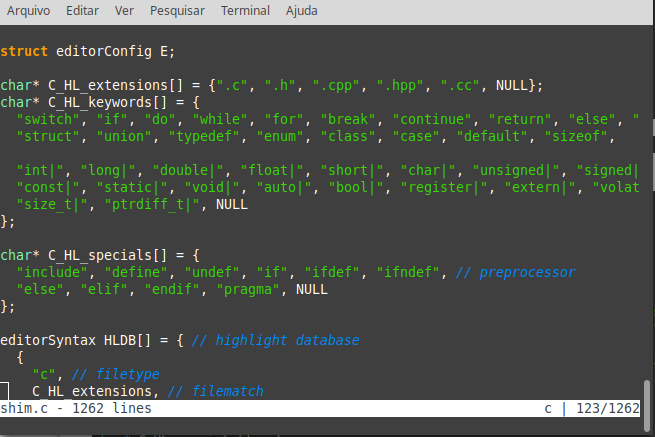 Arquivo Editar Ver Pesquisar Terminal Ajuda
struct editorConfig E;
char* C_HL_extensions[] = {".c", ".h", ".cpp", ".hpp", ".cc", NULL};
char* C_HL_keywords[] = {
"switch", "if", "do", "while", "for", "break", "continue", "return", "else", "
"struct", "union", "typedef", "enum", "class", "case", "default", "sizeof",
"int|", "long|", "double|", "float|", "short|", "char|", "unsigned|", "signed|
"const|", "static|", "void|", "auto|", "bool|", "register|", "extern|", "volat
"size_t|", "ptrdiff_t|", NULL
};
char* C_HL_specials[] = {
"include", "define", "undef", "if", "ifdef", "ifndef", // preprocessor
"else", "elif", "endif", "pragma", NULL
};
editorSyntax HLDB[] = { // highlight database
{
"c", // filetype
C_HL_extensions, // filematch
shim.c - 1262 lines c | 123/1262